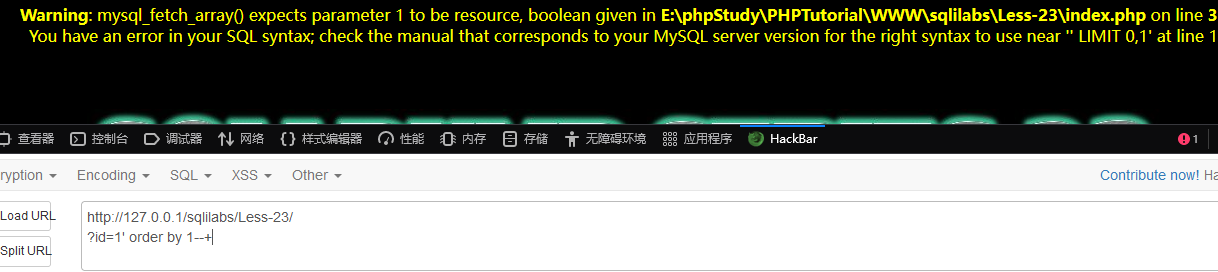 Warning: mysql_fetch_array() expects parameter 1 to be resource, boolean given in E:\phpStudy\PHPTutorial\WWW\sqlilabs\Less-23\index.php on line 3
You have an error in your SQL syntax; check the manual that corresponds to your MySQL server version for the right syntax to use near '' LIMIT 0,1' at line 1
查看器 控制台 调试器 网络 样式编辑器 性能 内存 存储 无障碍环境 应用程序 HackBar 1
ryption Encoding SQL XSS Other Contribute now! Ha
Load URL http://127.0.0.1/sqlilabs/Less-23/
?id=1' order by 1--+
Split URL